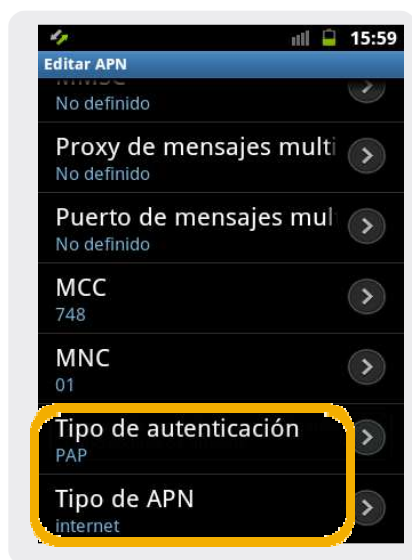 15:59
Editar APN
MMSC
No definido
Proxy de mensajes multi
No definido
Puerto de mensajes mul
No definido
MCC
748
MNC
01
Tipo de autenticación
PAP
Tipo de APN
internet